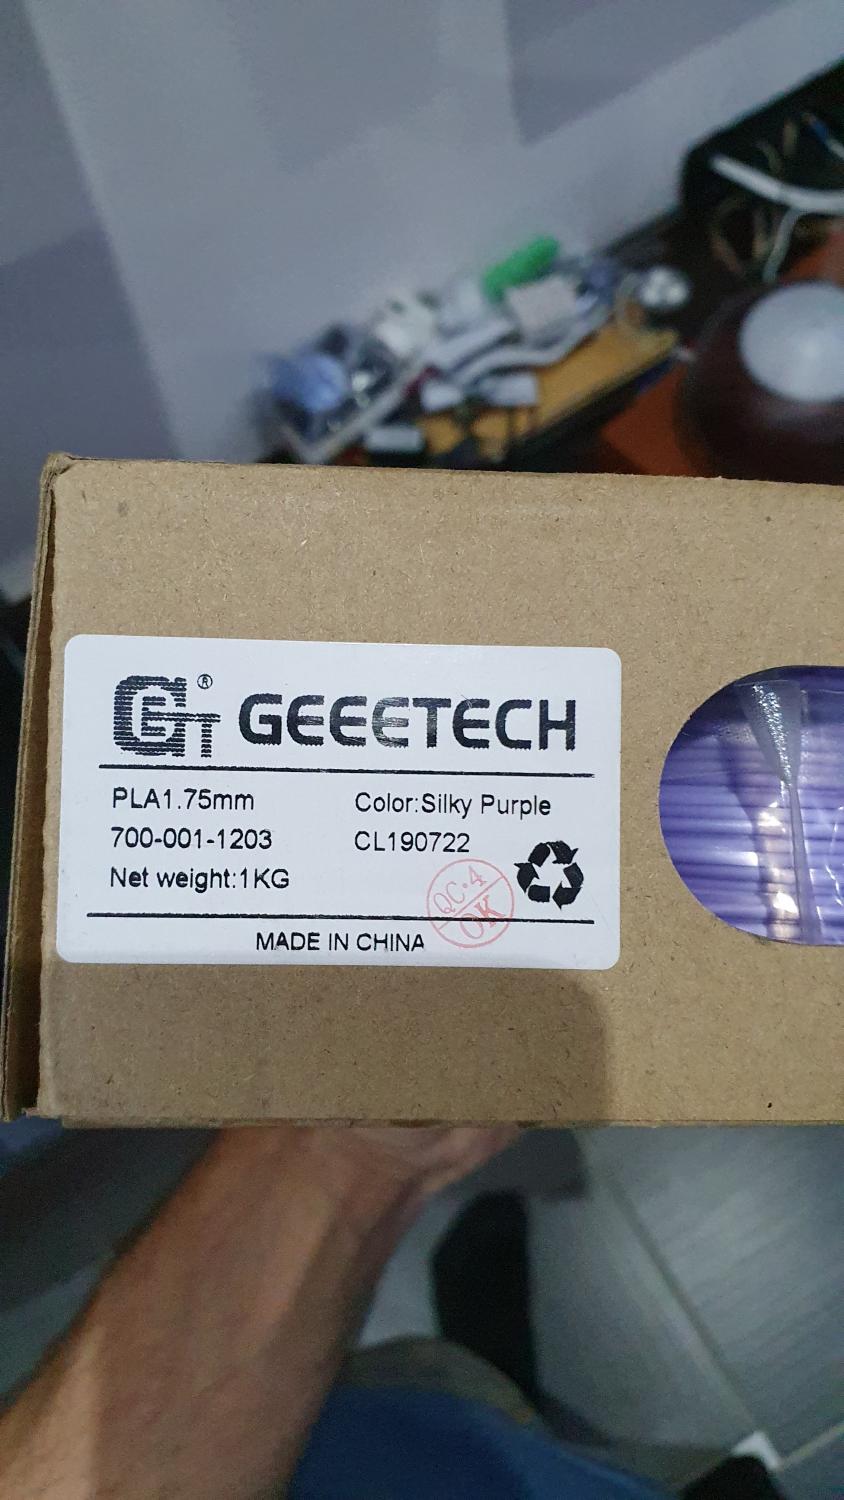 GET®
GEEETECH
PLA1.75mm
Color:Silky Purple
700-001-1203
CL190722
Net weight:1KG
QC·4
OK
MADE IN CHINA